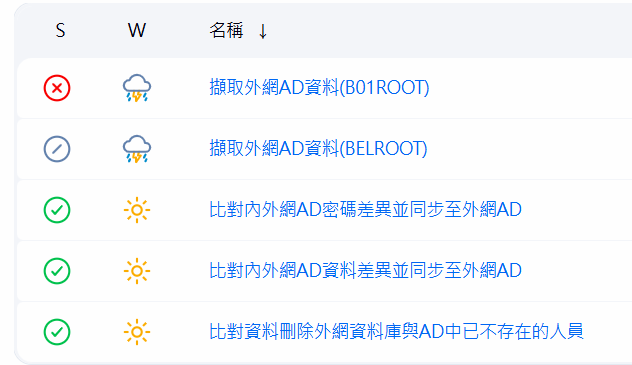 S W 名稱 ↓
擷取外網AD資料(B01ROOT)
擷取外網AD資料(BELROOT)
比對內外網AD密碼差異並同步至外網AD
比對內外網AD資料差異並同步至外網AD
比對資料刪除外網資料庫與AD中已不存在的人員